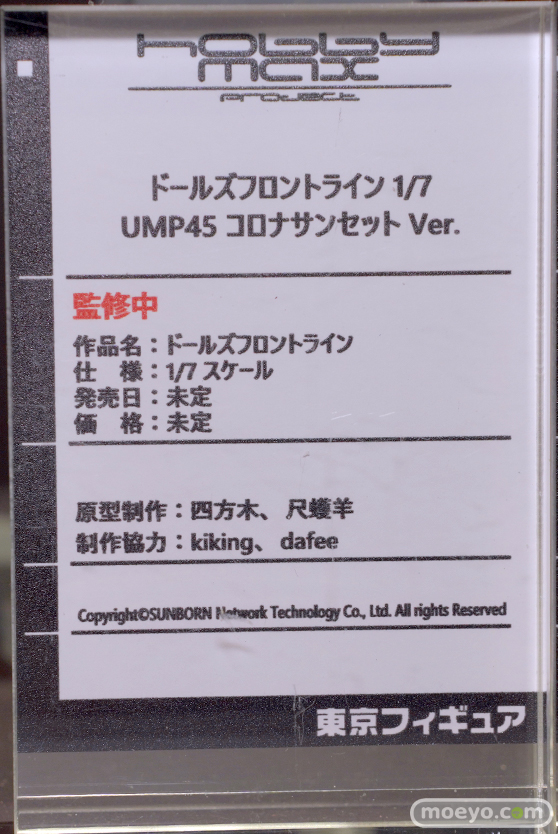 hobby
max
project
ドールズフロントライン 1/7
UMP45 コロナサンセット Ver.
監修中
作品名：ドールズフロントライン
仕　様：1/7 スケール
発売日：未定
価　格：未定
原型制作：四方木、尺蠖羊
制作協力：kiking、dafee
Copyright©SUNBORN Network Technology Co., Ltd. All rights Reserved
東京フィギュア
moeyo.com